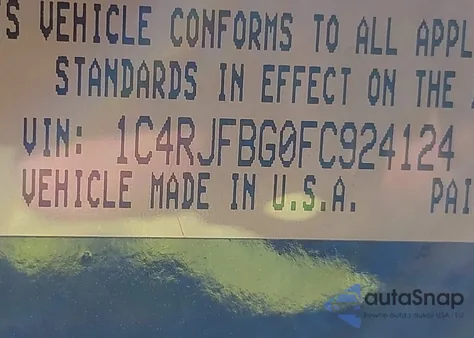 S VEHICLE CONFORMS TO ALL APPL
STANDARDS IN EFFECT ON THE
VIN: 1C4RJFBG0FC924124
VEHICLE MADE IN U.S.A. PAI
autaSnap